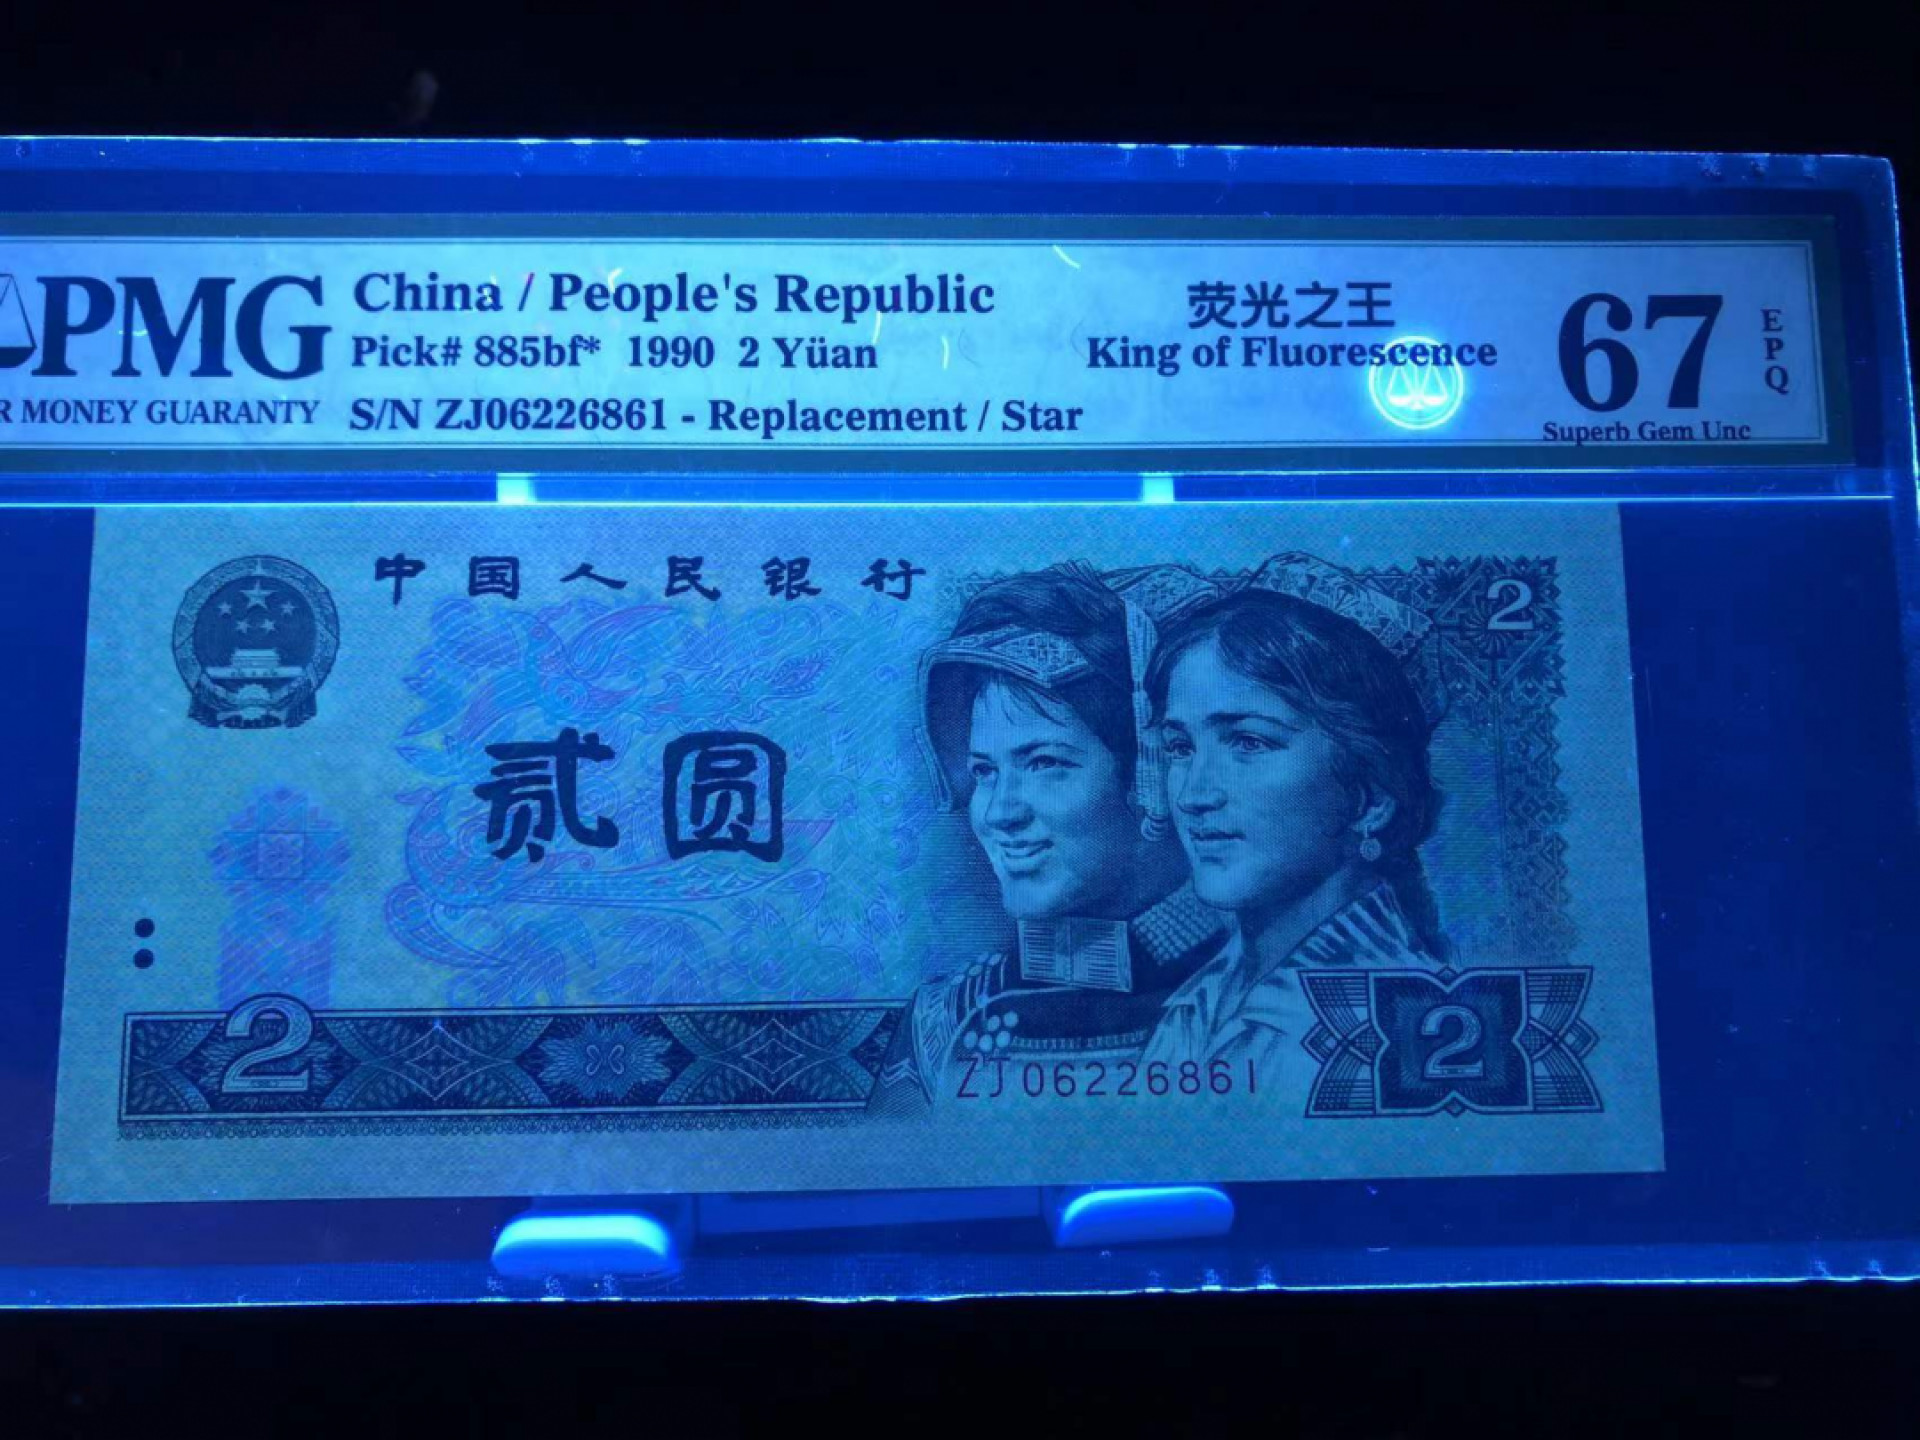 PMG
R MONEY GUARANTY
China / People's Republic
Pick# 885bf* 1990 2 Yüan
S/N ZJ06226861 - Replacement / Star
荧光之王
King of Fluorescence
67
EPQ
Superb Gem Unc
中国人民银行
2
贰圆
2
ZJ06226861
2